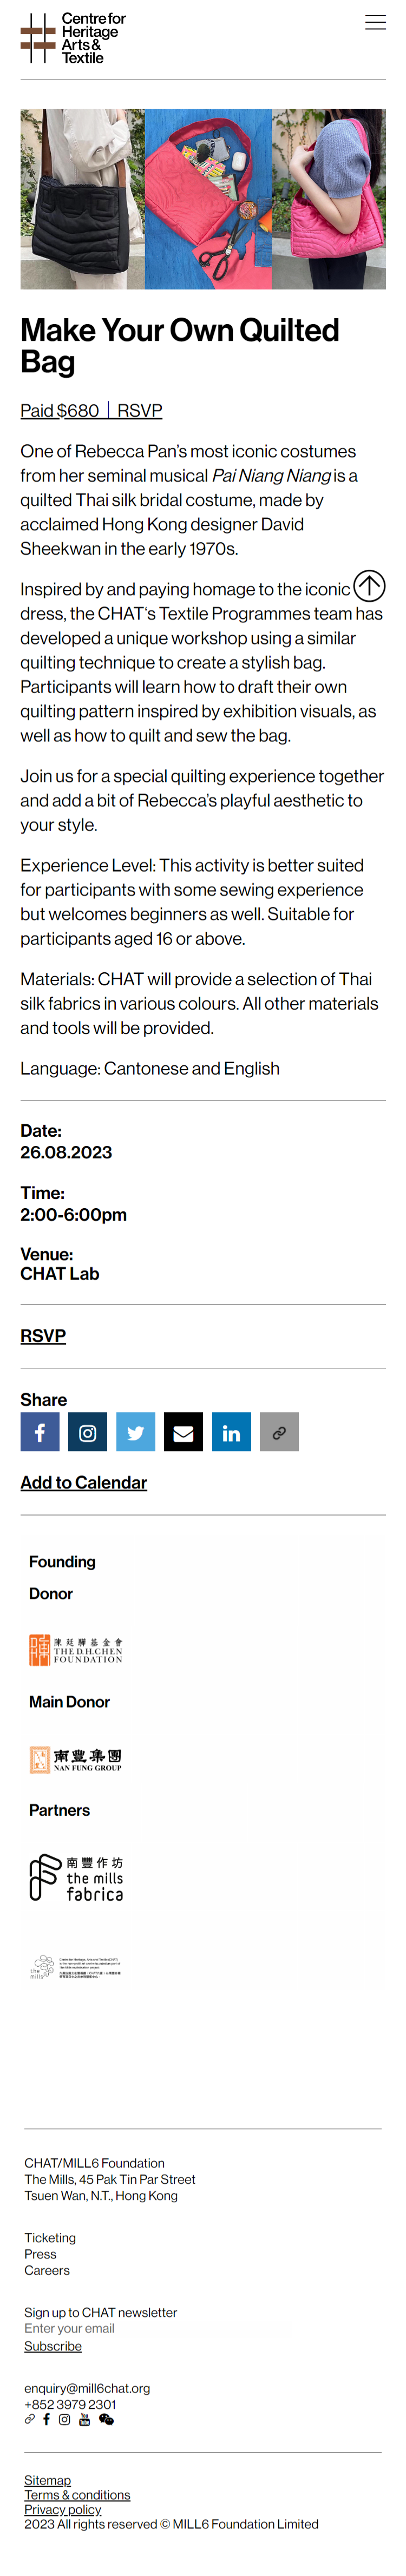 Centre for
Heritage
Arts &
Textile
Make Your Own Quilted
Bag
Paid $680 | RSVP
One of Rebecca Pan's most iconic costumes
from her seminal musical Pai Niang Niang is a
quilted Thai silk bridal costume, made by
acclaimed Hong Kong designer David
Sheekwan in the early 1970s.
Inspired by and paying homage to the iconic
dress, the CHAT's Textile Programmes team has
developed a unique workshop using a similar
quilting technique to create a stylish bag.
Participants will learn how to draft their own
quilting pattern inspired by exhibition visuals, as
well as how to quilt and sew the bag.
Join us for a special quilting experience together
and add a bit of Rebecca's playful aesthetic to
your style.
Experience Level: This activity is better suited
for participants with some sewing experience
but welcomes beginners as well. Suitable for
participants aged 16 or above.
Materials: CHAT will provide a selection of Thai
silk fabrics in various colours. All other materials
and tools will be provided.
Language: Cantonese and English
Date:
26.08.2023
Time:
2:00-6:00pm
Venue:
CHAT Lab
RSVP
Share
Add to Calendar
Founding
Donor
陳廷驊基金會
THE D. H. CHEN
FOUNDATION
Main Donor
南豐集團
NAN FUNG GROUP
Partners
南豐作坊
the mills
fabrica
the
mills
CHAT/MILL6 Foundation
The Mills, 45 Pak Tin Par Street
Tsuen Wan, N.T., Hong Kong
Ticketing
Press
Careers
Sign up to CHAT newsletter
Enter your email
Subscribe
enquiry@mill6chat.org
+852 3979 2301
Sitemap
Terms & conditions
Privacy policy
2023 All rights reserved © MILL6 Foundation Limited